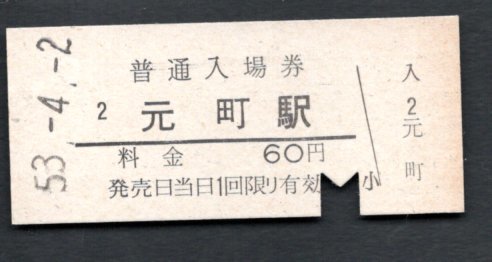 53.-4.-2
普通入場券
2 元町駅
料金 60円
発売日当日1回限り有効
小
入
2
元
町